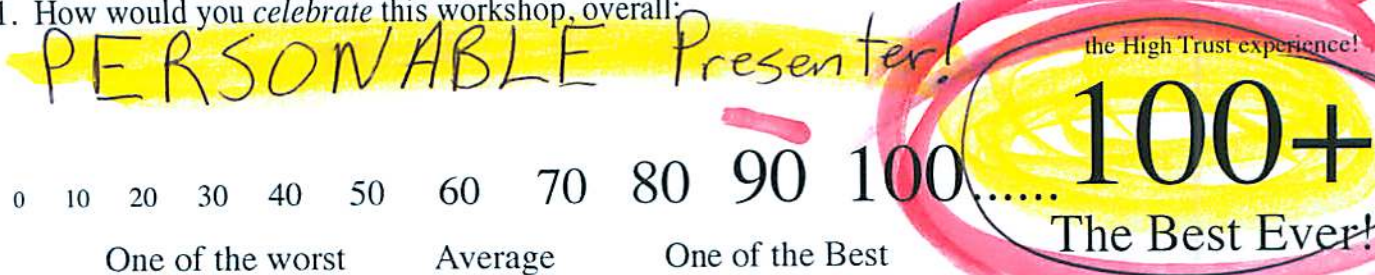 1. How would you celebrate this workshop, overall:
PERSONABLE Presenter!
the High Trust experience!
0 10 20 30 40 50 60 70 80 90 100...... 100+
One of the worst Average One of the Best The Best Ever!